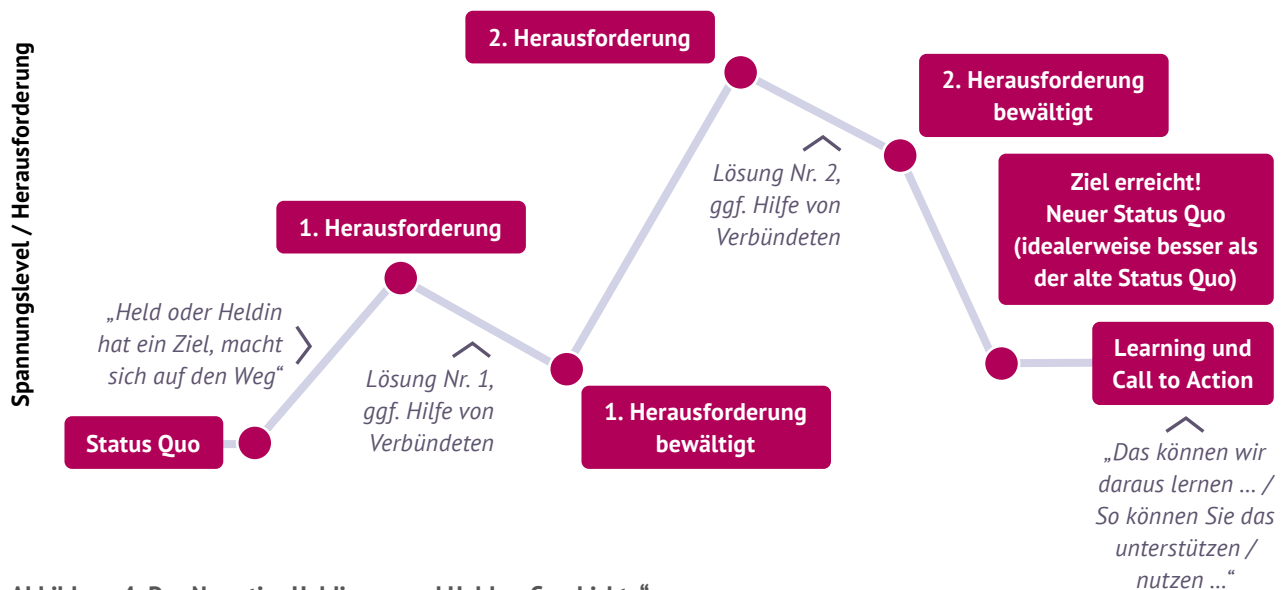 Spannungslevel / Herausforderung
2. Herausforderung
2. Herausforderung
bewältigt
Lösung Nr. 2,
ggf. Hilfe von
Verbündeten
Ziel erreicht!
Neuer Status Quo
(idealerweise besser als
der alte Status Quo)
1. Herausforderung
„Held oder Heldin
hat ein Ziel, macht
sich auf den Weg“
Lösung Nr. 1,
ggf. Hilfe von
Verbündeten
1. Herausforderung
bewältigt
Learning und
Call to Action
Status Quo
„Das können wir
daraus lernen ... /
So können Sie das
unterstützen /
nutzen ...“